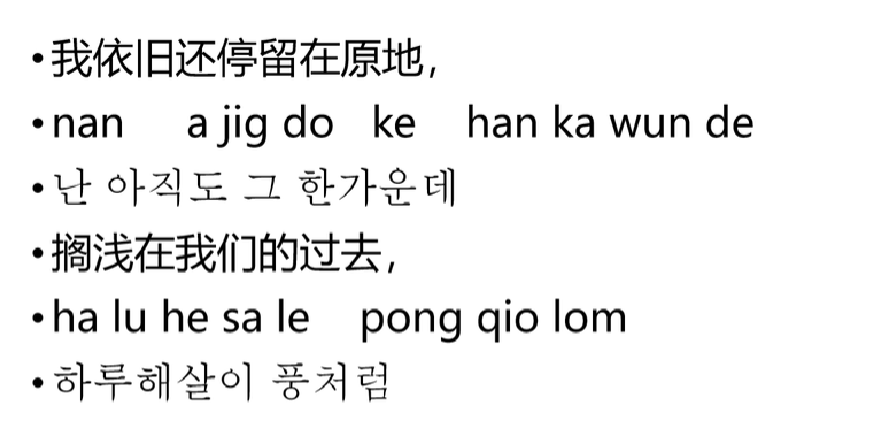 •我依旧还停留在原地，
•nan a jig do ke han ka wun de
•난 아직도 그 한가운데
•搁浅在我们的过去，
•ha lu he sa le pong qio lom
•하루해살이 풍처럼